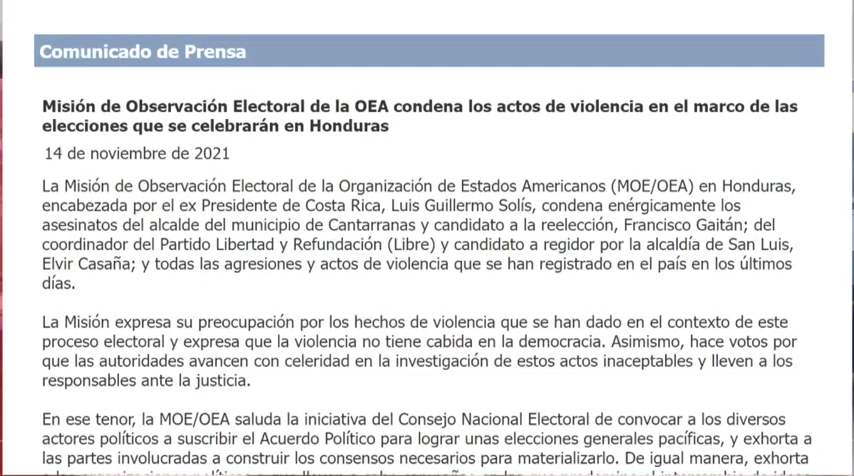 Comunicado de Prensa
Misión de Observación Electoral de la OEA condena los actos de violencia en el marco de las
elecciones que se celebrarán en Honduras
14 de noviembre de 2021
La Misión de Observación Electoral de la Organización de Estados Americanos (MOE/OEA) en Honduras,
encabezada por el ex Presidente de Costa Rica, Luis Guillermo Solís, condena enérgicamente los
asesinatos del alcalde del municipio de Cantarranas y candidato a la reelección, Francisco Gaitán; del
coordinador del Partido Libertad y Refundación (Libre) y candidato a regidor por la alcaldía de San Luis,
Elvir Casaña; y todas las agresiones y actos de violencia que se han registrado en el país en los últimos
días.
La Misión expresa su preocupación por los hechos de violencia que se han dado en el contexto de este
proceso electoral y expresa que la violencia no tiene cabida en la democracia. Asimismo, hace votos por
que las autoridades avancen con celeridad en la investigación de estos actos inaceptables y lleven a los
responsables ante la justicia.
En ese tenor, la MOE/OEA saluda la iniciativa del Consejo Nacional Electoral de convocar a los diversos
actores políticos a suscribir el Acuerdo Político para lograr unas elecciones generales pacíficas, y exhorta a
las partes involucradas a construir los consensos necesarios para materializarlo. De igual manera, exhorta